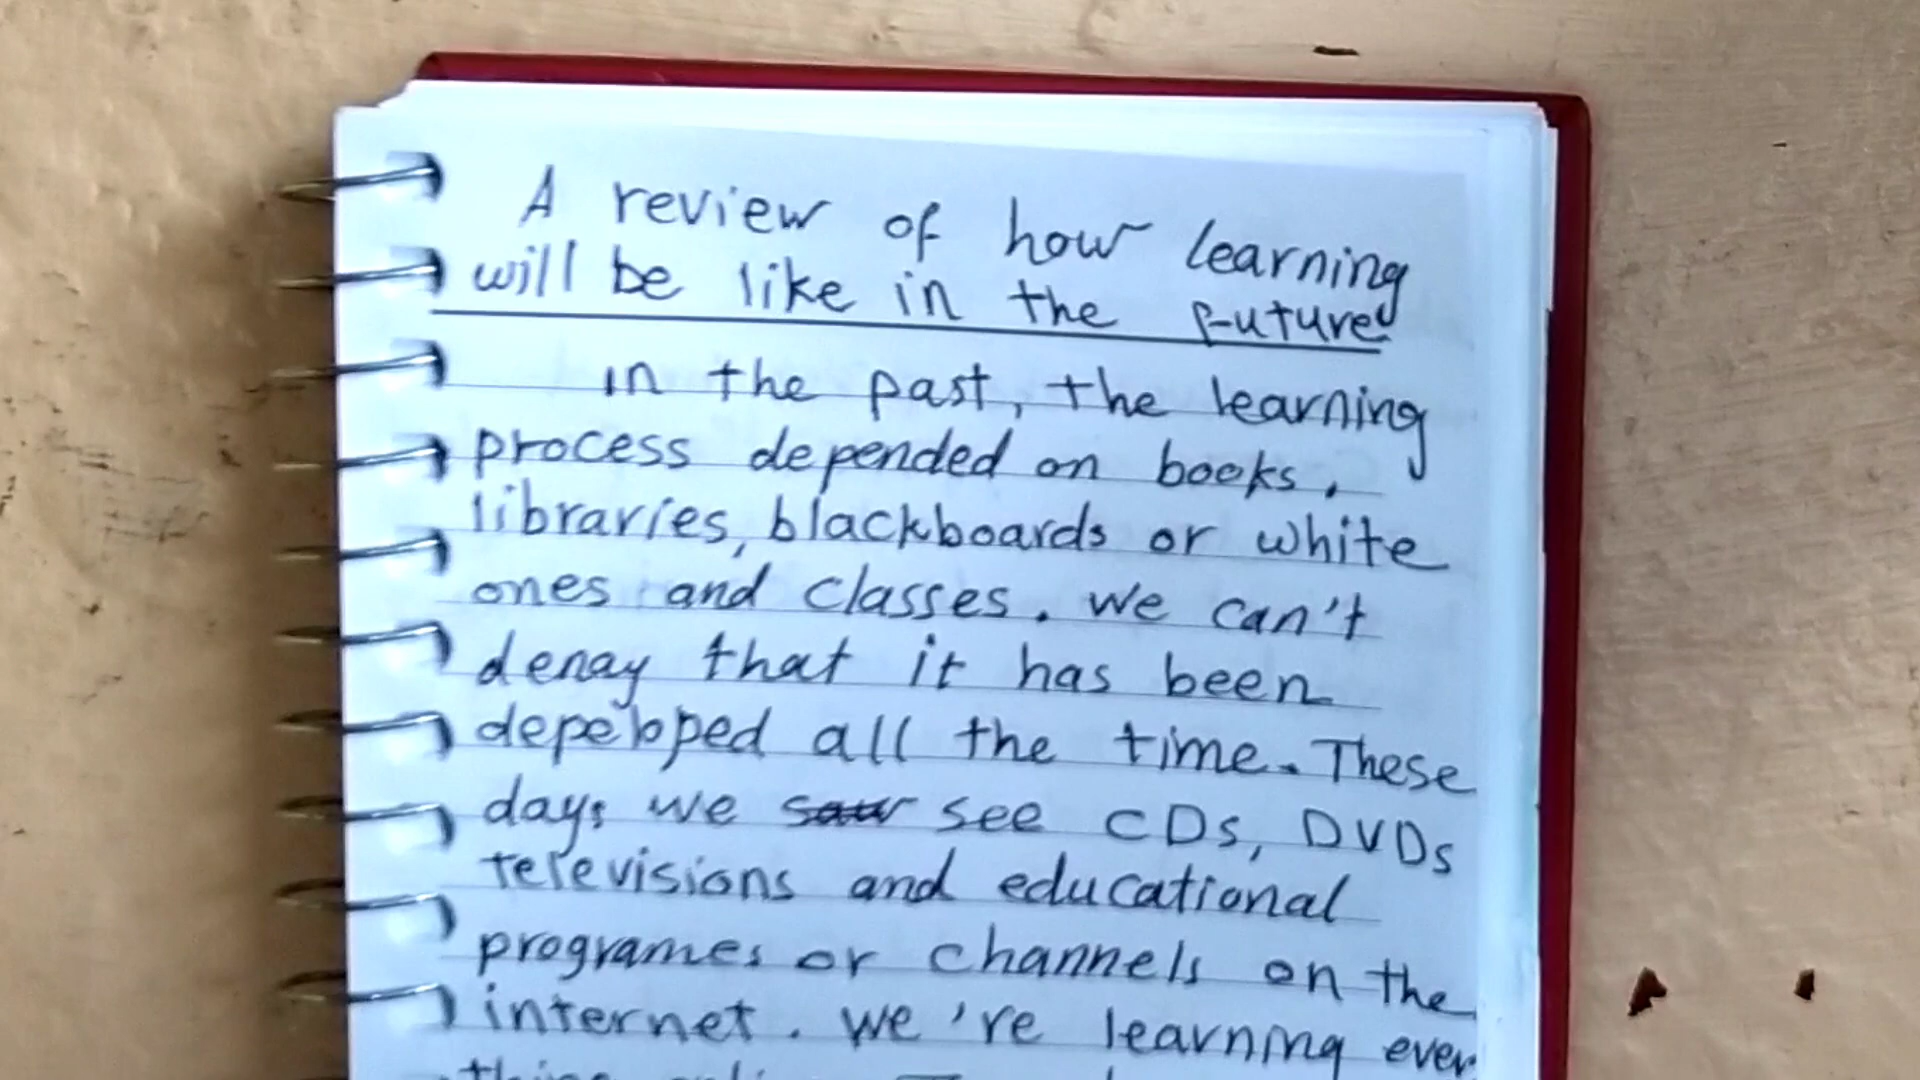 A review of how learning
will be like in the future
in the past, the learning
process depended on books,
libraries, blackboards or white
ones and classes. we can't
denay that it has been
depeloped all the time. These
days we saw see CDs, DVDs
televisions and educational
programes or channels on the
internet. we're learning ever